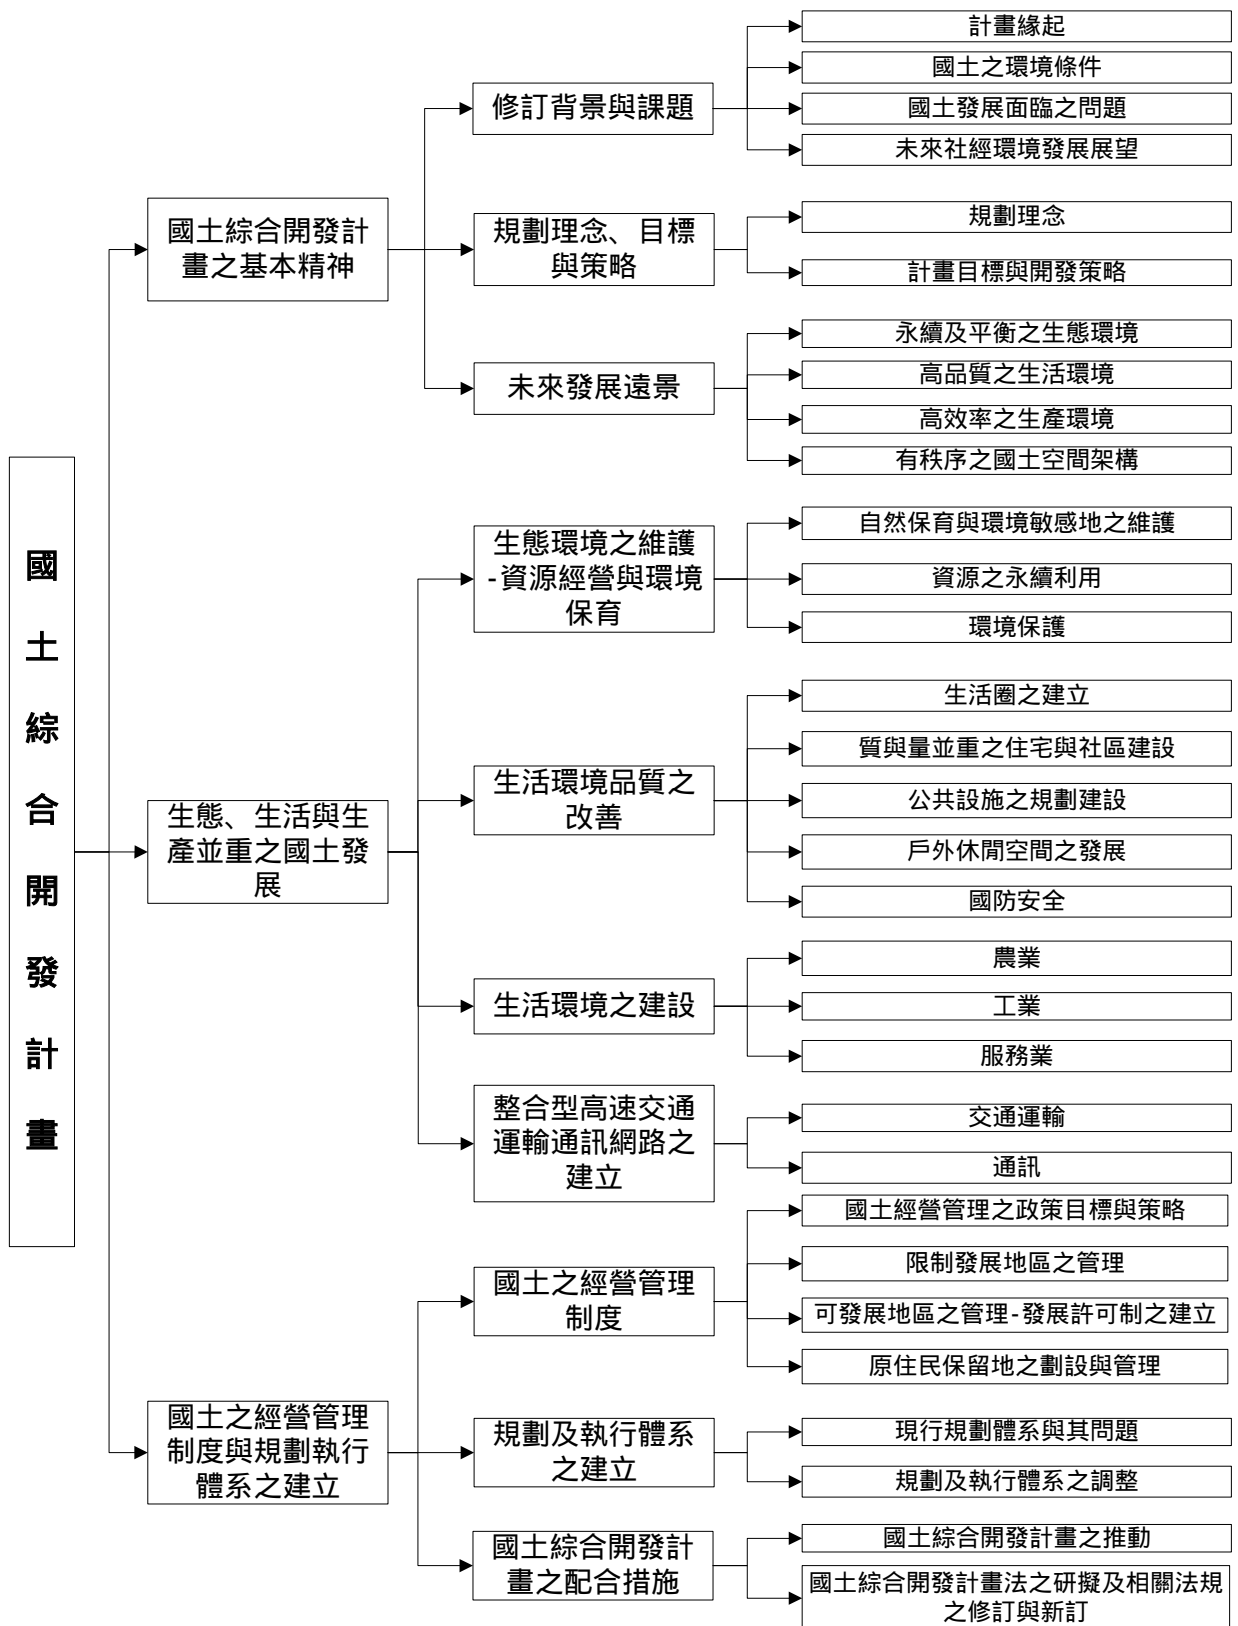 國土綜合開發計畫
國土綜合開發計
畫之基本精神
修訂背景與課題
計畫緣起
國土之環境條件
國土發展面臨之問題
未來社經環境發展展望
規劃理念、目標
與策略
規劃理念
計畫目標與開發策略
未來發展遠景
永續及平衡之生態環境
高品質之生活環境
高效率之生產環境
有秩序之國土空間架構
生態、生活與生
產並重之國土發
展
生態環境之維護
-資源經營與環境
保育
自然保育與環境敏感地之維護
資源之永續利用
環境保護
生活環境品質之
改善
生活圈之建立
質與量並重之住宅與社區建設
公共設施之規劃建設
戶外休閒空間之發展
國防安全
生活環境之建設
農業
工業
服務業
整合型高速交通
運輸通訊網路之
建立
交通運輸
通訊
國土之經營管理
制度與規劃執行
體系之建立
國土之經營管理
制度
國土經營管理之政策目標與策略
限制發展地區之管理
可發展地區之管理-發展許可制之建立
原住民保留地之劃設與管理
規劃及執行體系
之建立
現行規劃體系與其問題
規劃及執行體系之調整
國土綜合開發計
畫之配合措施
國土綜合開發計畫之推動
國土綜合開發計畫法之研擬及相關法規
之修訂與新訂